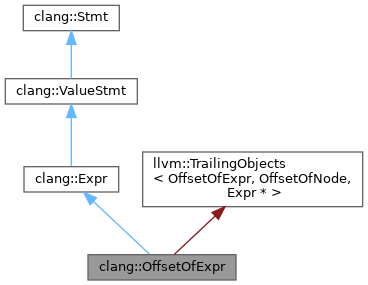 clang::Stmt
clang::ValueStmt
clang::Expr
llvm::TrailingObjects
< OffsetOfExpr, OffsetOfNode,
Expr * >
clang::OffsetOfExpr